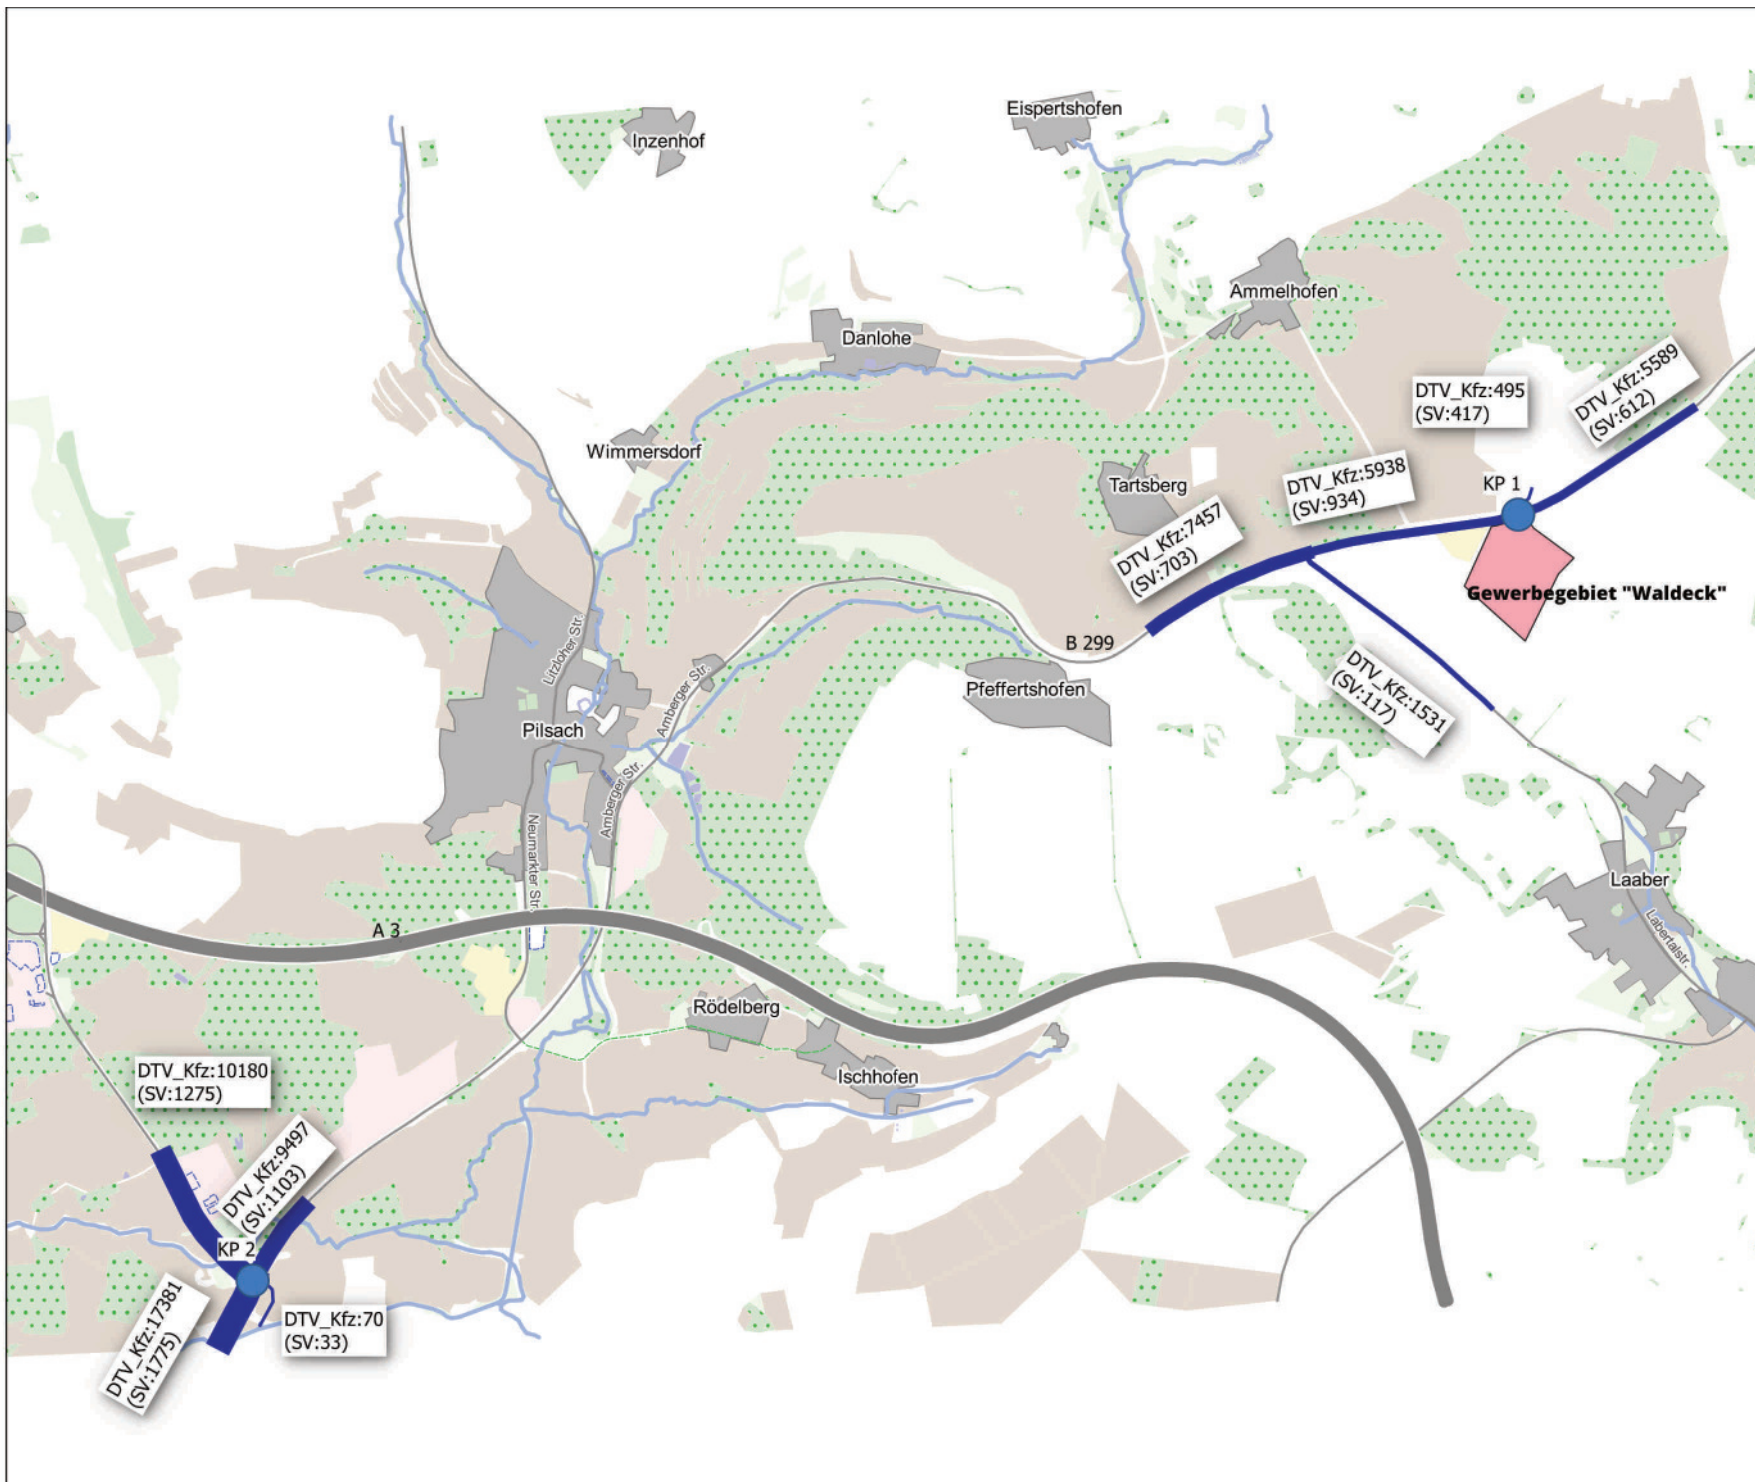 Eispertshofen
Inzenhof
Ammelhofen
Danlohe
DTV_Kfz:5589
(SV:612)
DTV_Kfz:495
(SV:417)
Wimmersdorf
Tartsberg
DTV_Kfz:5938
(SV:934)
KP 1
DTV_Kfz:7457
(SV:703)
Gewerbegebiet "Waldeck"
Litzloher Str.
B 299
Pfeffertshofen
Amberger Str.
DTV_Kfz:1531
(SV:117)
Pilsach
Amberger Str.
Neumarkter Str.
Laaber
Labertalstr.
A 3
Rödelberg
Ischhofen
DTV_Kfz:10180
(SV:1275)
DTV_Kfz:9497
(SV:1103)
KP 2
DTV_Kfz:17381
(SV:1775)
DTV_Kfz:70
(SV:33)